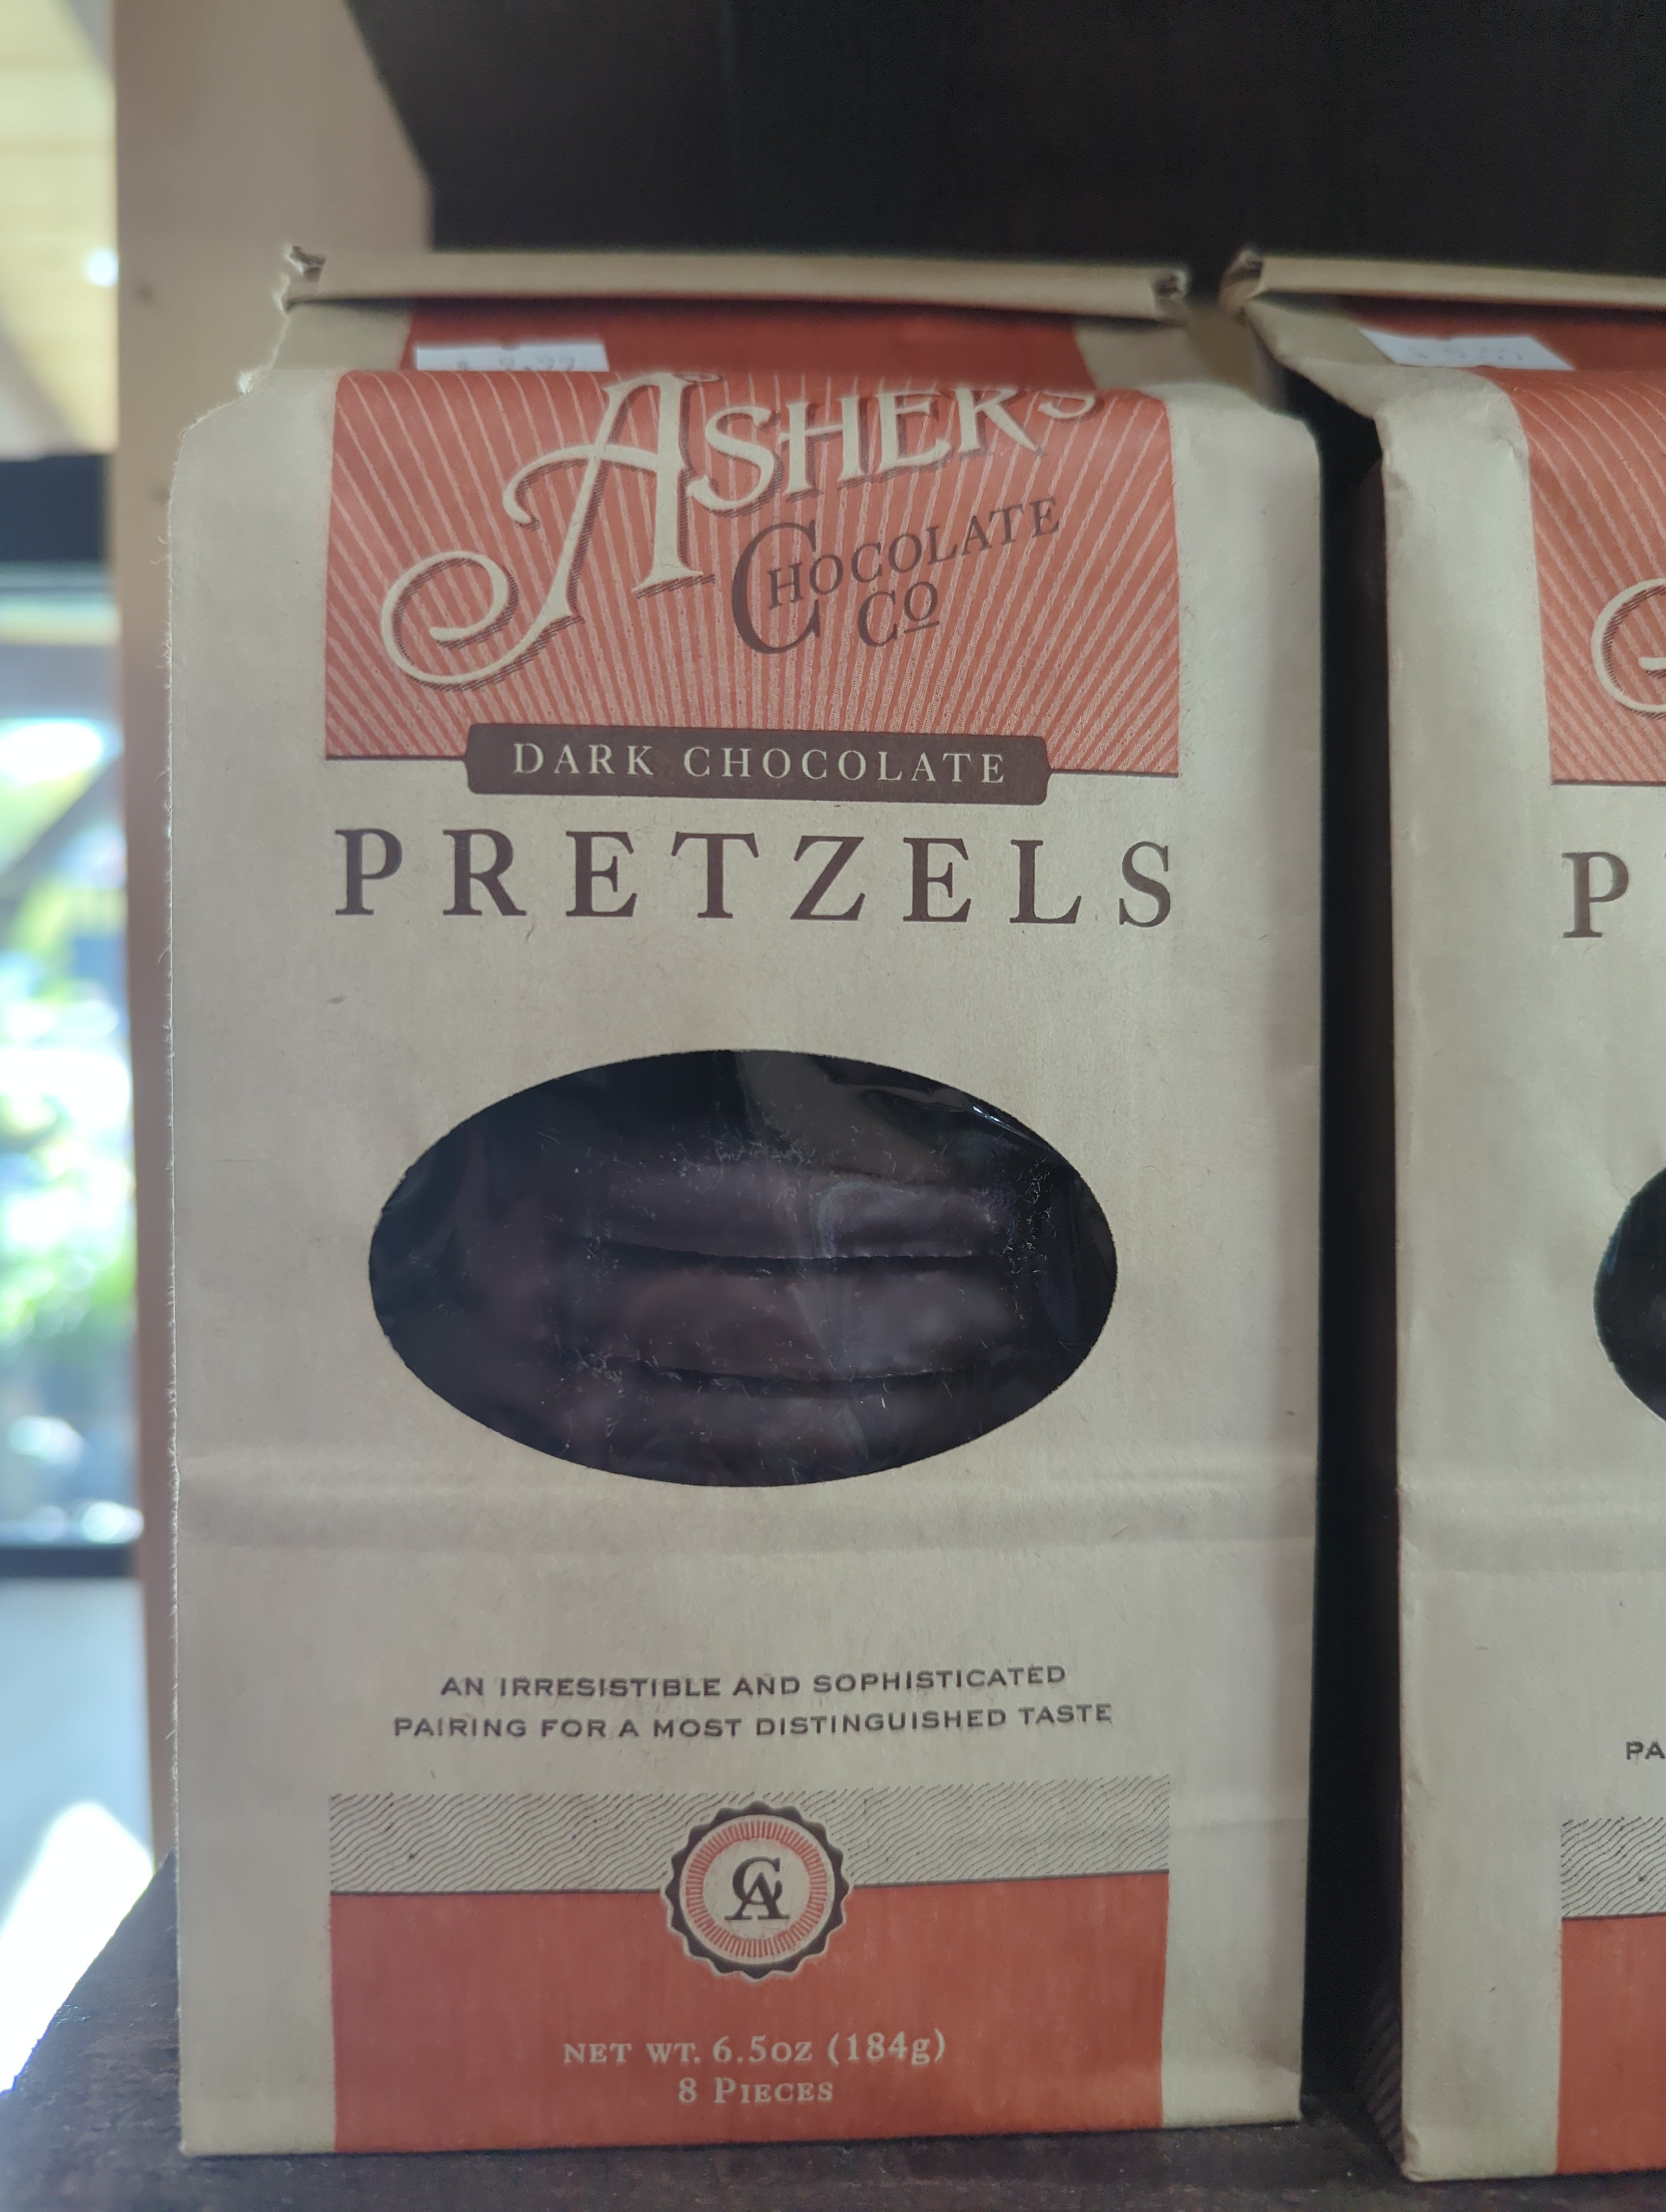 ASHER'S
CHOCOLATE
CO
DARK CHOCOLATE
PRETZELS
AN IRRESISTIBLE AND SOPHISTICATED
PAIRING FOR A MOST DISTINGUISHED TASTE
CA
NET WT. 6.5OZ (184g)
8 PIECES
P
PA